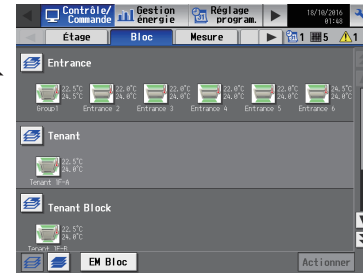 Contrôle/ Commande
Gestion énergie
Réglage program.
18/10/2016
01:48
Étage
Bloc
Mesure
1
5
1
Entrance
22.5°C 24.5°C
22.0°C 24.0°C
22.0°C 24.0°C
22.0°C 24.0°C
22.0°C 24.0°C
24.5°C 24.0°C
Group1
Entrance 2
Entrance 3
Entrance 4
Entrance 5
Entrance 6
Tenant
22.5°C 24.0°C
Tenant 1F-A
Tenant Block
22.5°C 24.0°C
Tenant 1F-B
EM Bloc
Actionner